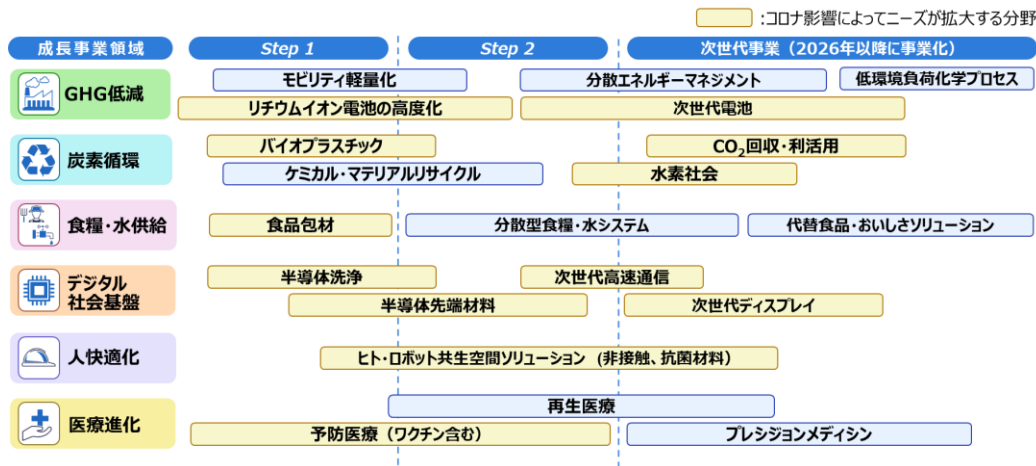 :コロナ影響によってニーズが拡大する分野
成長事業領域
Step 1
Step 2
次世代事業(2026年以降に事業化)
GHG低減
モビリティ軽量化
分散エネルギーマネジメント
低環境負荷化学プロセス
リチウムイオン電池の高度化
次世代電池
炭素循環
バイオプラスチック
CO₂回収・利活用
ケミカル・マテリアルリサイクル
水素社会
食糧・水供給
食品包材
分散型食糧・水システム
代替食品・おいしさソリューション
デジタル
社会基盤
半導体洗浄
次世代高速通信
半導体先端材料
次世代ディスプレイ
人快適化
ヒト・ロボット共生空間ソリューション (非接触、抗菌材料)
医療進化
再生医療
予防医療(ワクチン含む)
プレシジョンメディシン